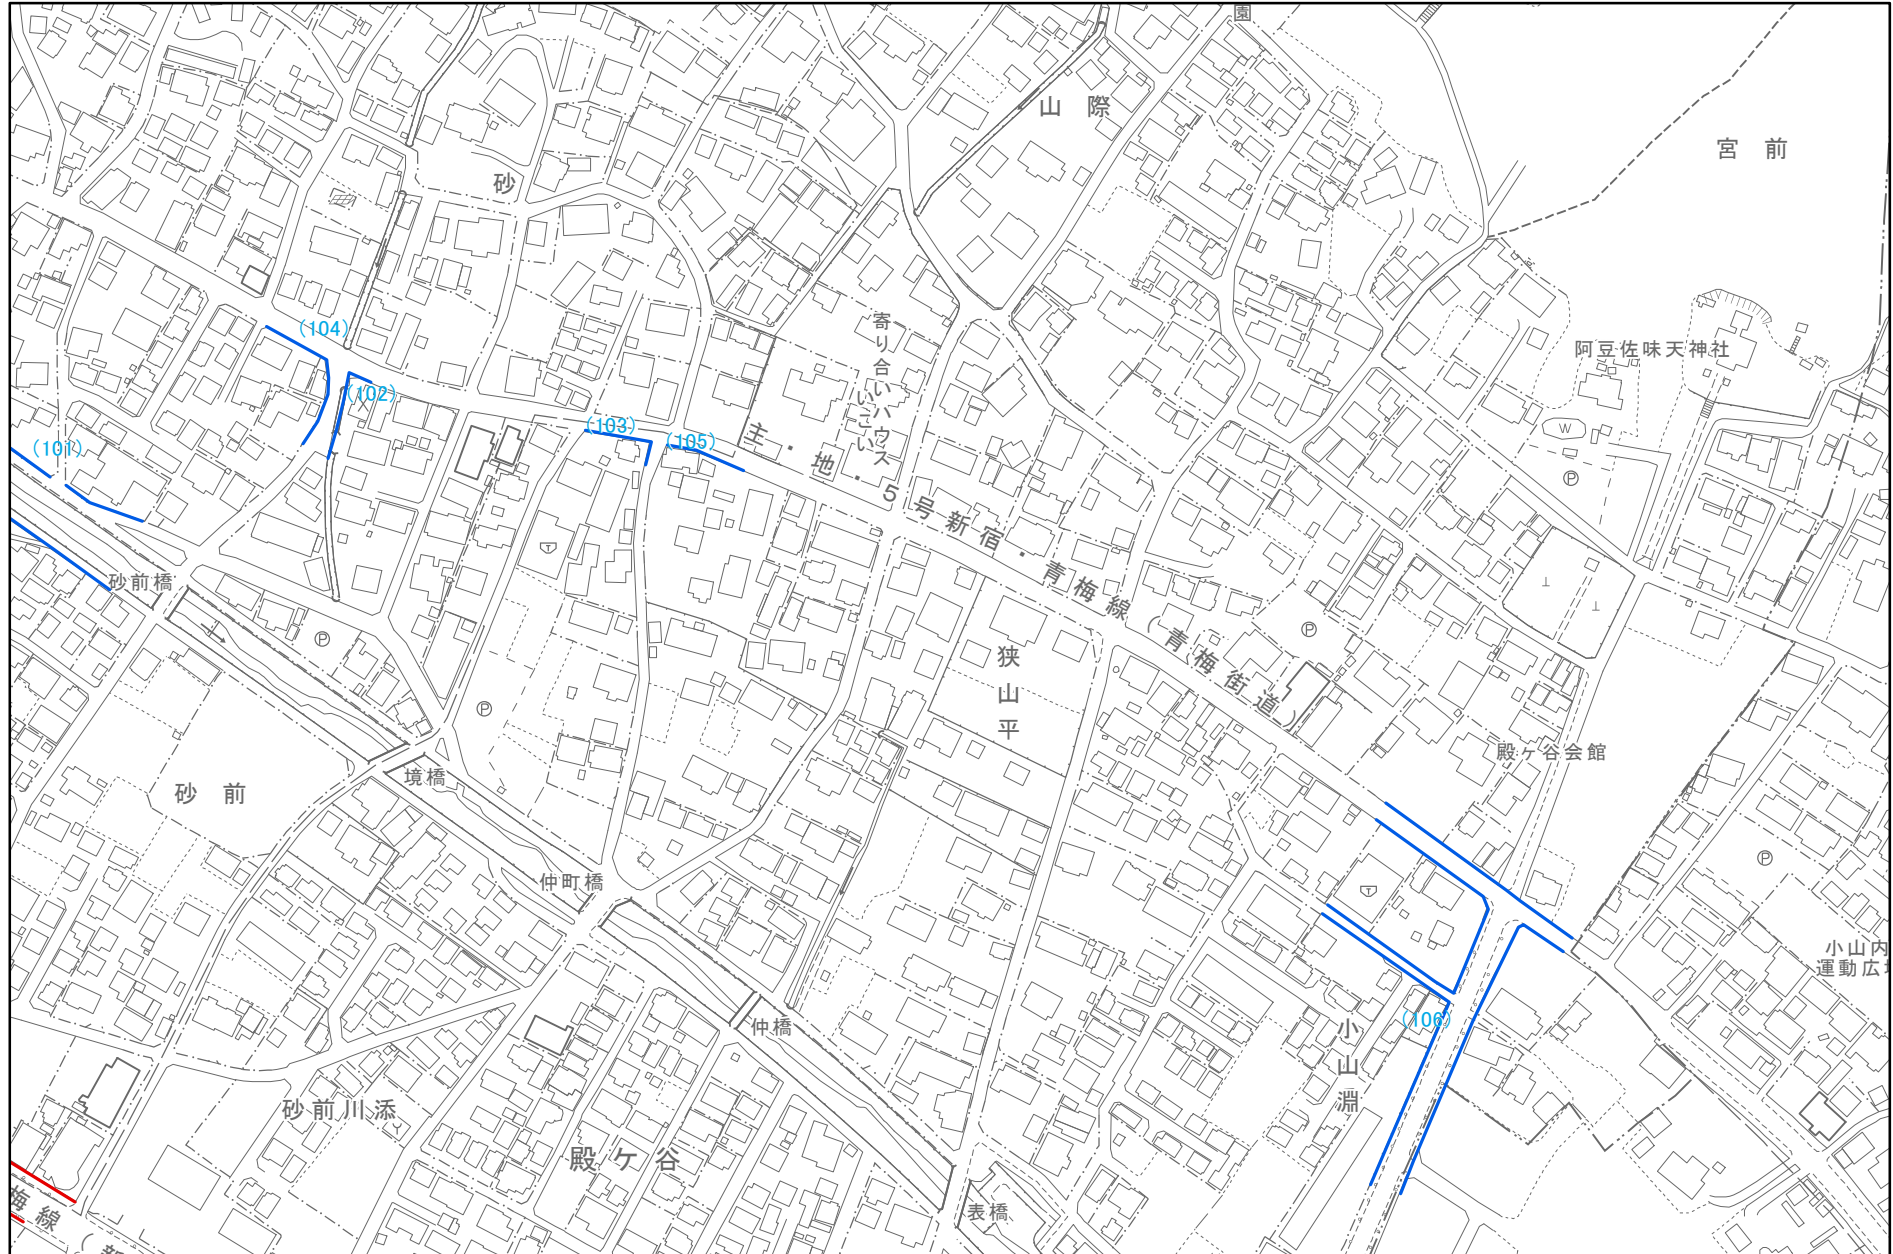 園
山際
宮前
砂
寄り合いハウス
いこい
阿豆佐味天神社
(104)
(102)
(103)
(105)
(101)
W
P
主・地・5号新宿・青梅線(青梅街道)
T
砂前橋
P
P
狭山平
殿ヶ谷会館
P
境橋
砂前
仲町橋
T
小山内
運動広
仲橋
(106)
小山淵
砂前川添
殿ケ谷
梅線
表橋